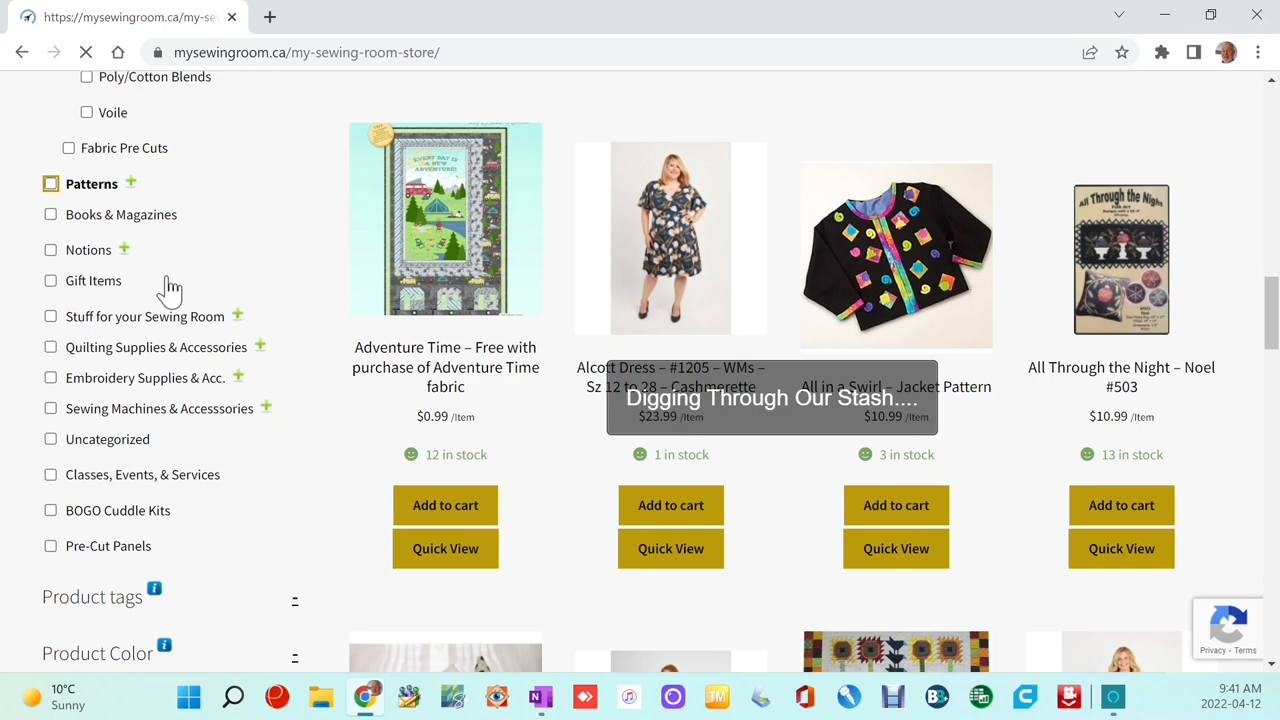 https://mysewingroom.ca/my-se
mysewingroom.ca/my-sewing-room-store/
Poly/Cotton Blends
Voile
Fabric Pre Cuts
Patterns
Books & Magazines
Notions
Gift Items
Stuff for your Sewing Room
Quilting Supplies & Accessories
Embroidery Supplies & Acc.
Sewing Machines & Accesssories
Uncategorized
Classes, Events, & Services
BOGO Cuddle Kits
Pre-Cut Panels
Product tags
-
Product Color
-
EVERY DAY IS
A NEW
ADVENTURE!
Adventure Time – Free with
purchase of Adventure Time
fabric
$0.99 /Item
12 in stock
Add to cart
Quick View
Alcott Dress – #1205 – WMs –
Sz 12 to 28 – Cashmerette
$23.99 /Item
1 in stock
Add to cart
Quick View
All in a Swirl – Jacket Pattern
$10.99 /Item
3 in stock
Add to cart
Quick View
All Through the Night
All Through the Night – Noel
#503
$10.99 /Item
13 in stock
Add to cart
Quick View
Digging Through Our Stash....
Privacy - Terms
10°C
Sunny
9:41 AM
2022-04-12